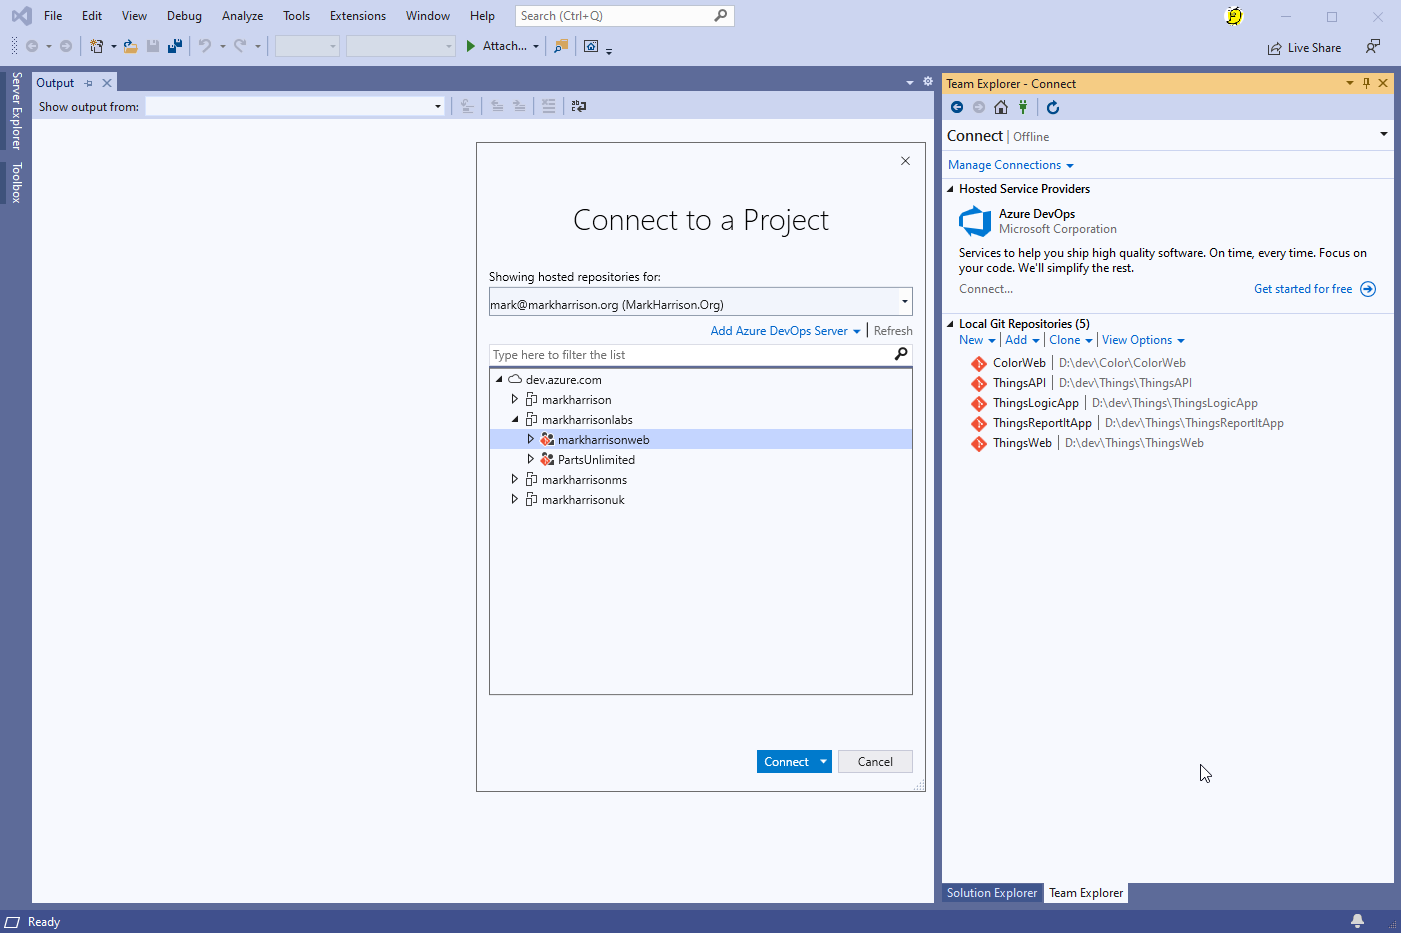 File Edit View Debug Analyze Tools Extensions Window Help Search (Ctrl+Q)
Attach...
Live Share
Server Explorer
Toolbox
Output
Show output from:
Connect to a Project
Showing hosted repositories for:
mark@markharrison.org (MarkHarrison.Org)
Add Azure DevOps Server | Refresh
Type here to filter the list
dev.azure.com
markharrison
markharrisonlabs
markharrisonweb
PartsUnlimited
markharrisonms
markharrisonuk
Connect Cancel
Team Explorer - Connect
Connect | Offline
Manage Connections
Hosted Service Providers
Azure DevOps
Microsoft Corporation
Services to help you ship high quality software. On time, every time. Focus on
your code. We'll simplify the rest.
Connect... Get started for free
Local Git Repositories (5)
New | Add | Clone | View Options
ColorWeb | D:\dev\Color\ColorWeb
ThingsAPI | D:\dev\Things\ThingsAPI
ThingsLogicApp | D:\dev\Things\ThingsLogicApp
ThingsReportItApp | D:\dev\Things\ThingsReportItApp
ThingsWeb | D:\dev\Things\ThingsWeb
Solution Explorer Team Explorer
Ready